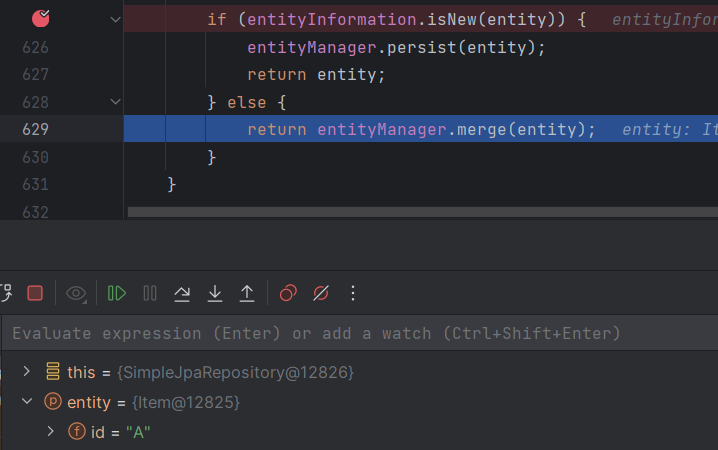 if (entityInformation.isNew(entity)) { entityInfor
626 entityManager.persist(entity);
627 return entity;
628 } else {
629 return entityManager.merge(entity); entity: It
630 }
631 }
632
Evaluate expression (Enter) or add a watch (Ctrl+Shift+Enter)
this = {SimpleJpaRepository@12826}
p entity = {Item@12825}
f id = "A"